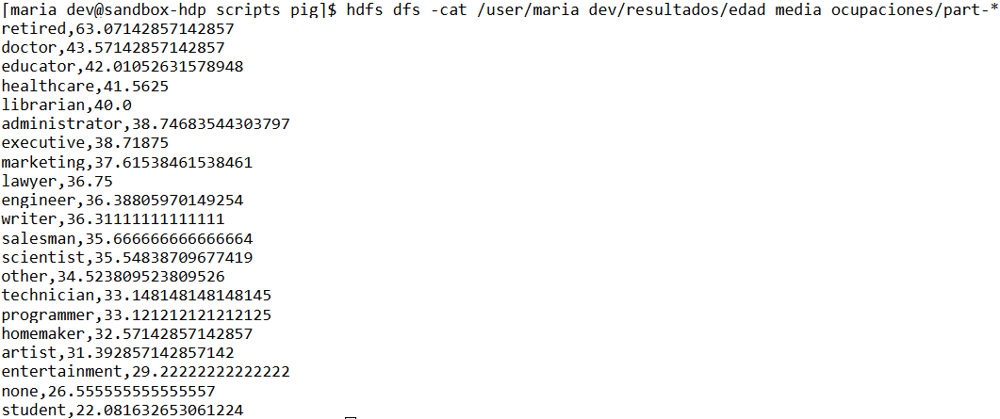 [maria dev@sandbox-hdp scripts pig]$ hdfs dfs -cat /user/maria dev/resultados/edad media ocupaciones/part-*
retired,63.07142857142857
doctor,43.57142857142857
educator,42.01052631578948
healthcare,41.5625
librarian,40.0
administrator,38.74683544303797
executive,38.71875
marketing,37.61538461538461
lawyer,36.75
engineer,36.38805970149254
writer,36.31111111111111
salesman,35.666666666666664
scientist,35.54838709677419
other,34.523809523809526
technician,33.148148148148145
programmer,33.121212121212125
homemaker,32.57142857142857
artist,31.392857142857142
entertainment,29.22222222222222
none,26.555555555555557
student,22.081632653061224